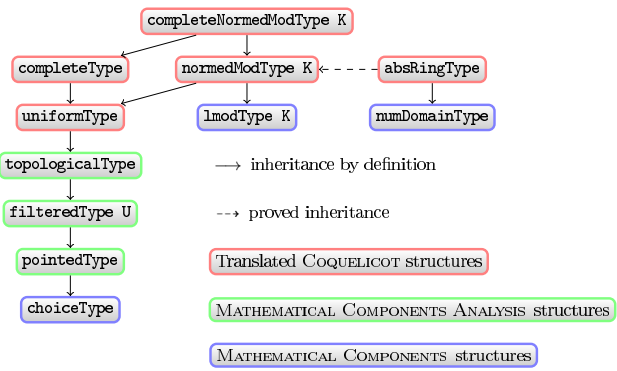 completeNormedModType K
completeType normedModType K absRingType
uniformType lmodType K numDomainType
topologicalType inheritance by definition
filteredType U proved inheritance
pointedType Translated COQUELICOT structures
MATHEMATICAL COMPONENTS ANALYSIS structures
choiceType
MATHEMATICAL COMPONENTS structures